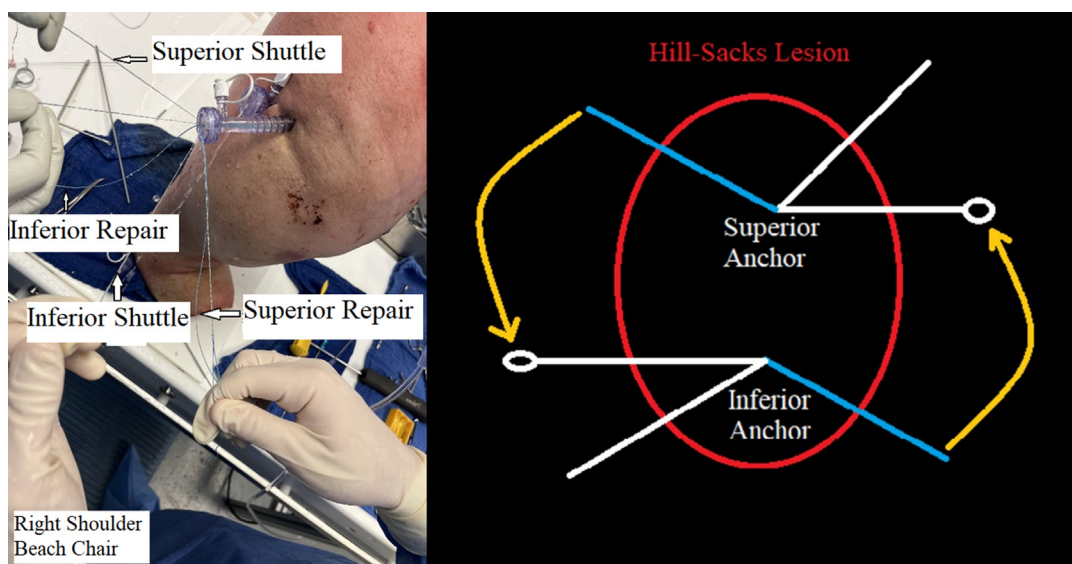 Superior Shuttle
Inferior Repair
Inferior Shuttle
Superior Repair
Right Shoulder
Beach Chair
Hill-Sacks Lesion
Superior
Anchor
Inferior
Anchor